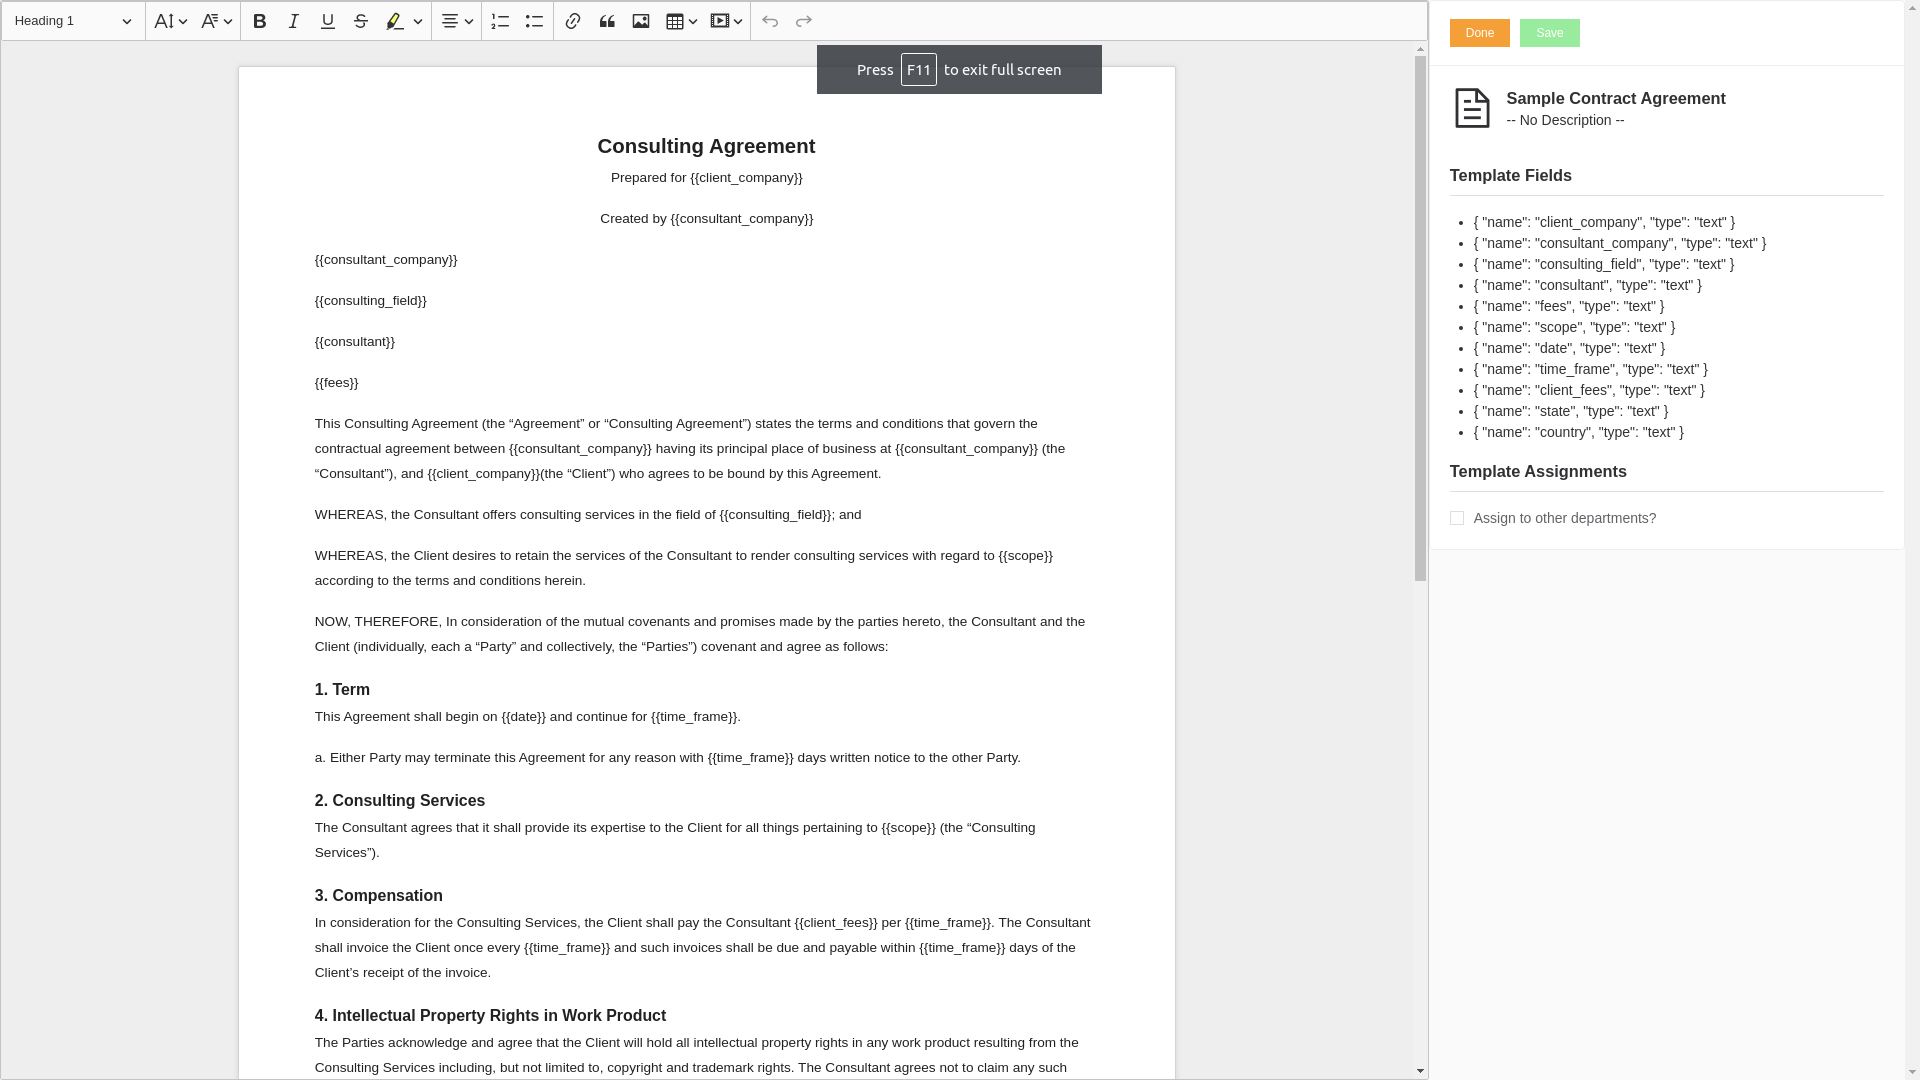 Heading 1
Press F11 to exit full screen
Consulting Agreement
Prepared for {{client_company}}
Created by {{consultant_company}}
{{consultant_company}}
{{consulting_field}}
{{consultant}}
{{fees}}
This Consulting Agreement (the “Agreement” or “Consulting Agreement”) states the terms and conditions that govern the
contractual agreement between {{consultant_company}} having its principal place of business at {{consultant_company}} (the
“Consultant”), and {{client_company}}(the “Client”) who agrees to be bound by this Agreement.
WHEREAS, the Consultant offers consulting services in the field of {{consulting_field}}; and
WHEREAS, the Client desires to retain the services of the Consultant to render consulting services with regard to {{scope}}
according to the terms and conditions herein.
NOW, THEREFORE, In consideration of the mutual covenants and promises made by the parties hereto, the Consultant and the
Client (individually, each a “Party” and collectively, the “Parties”) covenant and agree as follows:
1. Term
This Agreement shall begin on {{date}} and continue for {{time_frame}}.
a. Either Party may terminate this Agreement for any reason with {{time_frame}} days written notice to the other Party.
2. Consulting Services
The Consultant agrees that it shall provide its expertise to the Client for all things pertaining to {{scope}} (the “Consulting
Services”).
3. Compensation
In consideration for the Consulting Services, the Client shall pay the Consultant {{client_fees}} per {{time_frame}}. The Consultant
shall invoice the Client once every {{time_frame}} and such invoices shall be due and payable within {{time_frame}} days of the
Client’s receipt of the invoice.
4. Intellectual Property Rights in Work Product
The Parties acknowledge and agree that the Client will hold all intellectual property rights in any work product resulting from the
Consulting Services including, but not limited to, copyright and trademark rights. The Consultant agrees not to claim any such
Done
Save
Sample Contract Agreement
-- No Description --
Template Fields
• { "name": "client_company", "type": "text" }
• { "name": "consultant_company", "type": "text" }
• { "name": "consulting_field", "type": "text" }
• { "name": "consultant", "type": "text" }
• { "name": "fees", "type": "text" }
• { "name": "scope", "type": "text" }
• { "name": "date", "type": "text" }
• { "name": "time_frame", "type": "text" }
• { "name": "client_fees", "type": "text" }
• { "name": "state", "type": "text" }
• { "name": "country", "type": "text" }
Template Assignments
Assign to other departments?